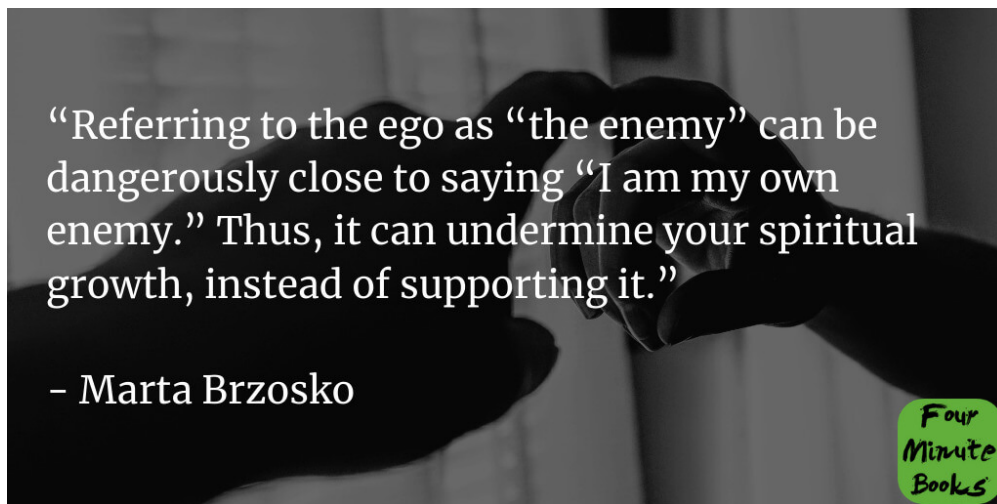 “Referring to the ego as “the enemy” can be
dangerously close to saying “I am my own
enemy.” Thus, it can undermine your spiritual
growth, instead of supporting it.”
- Marta Brzosko
Four
Minute
Books